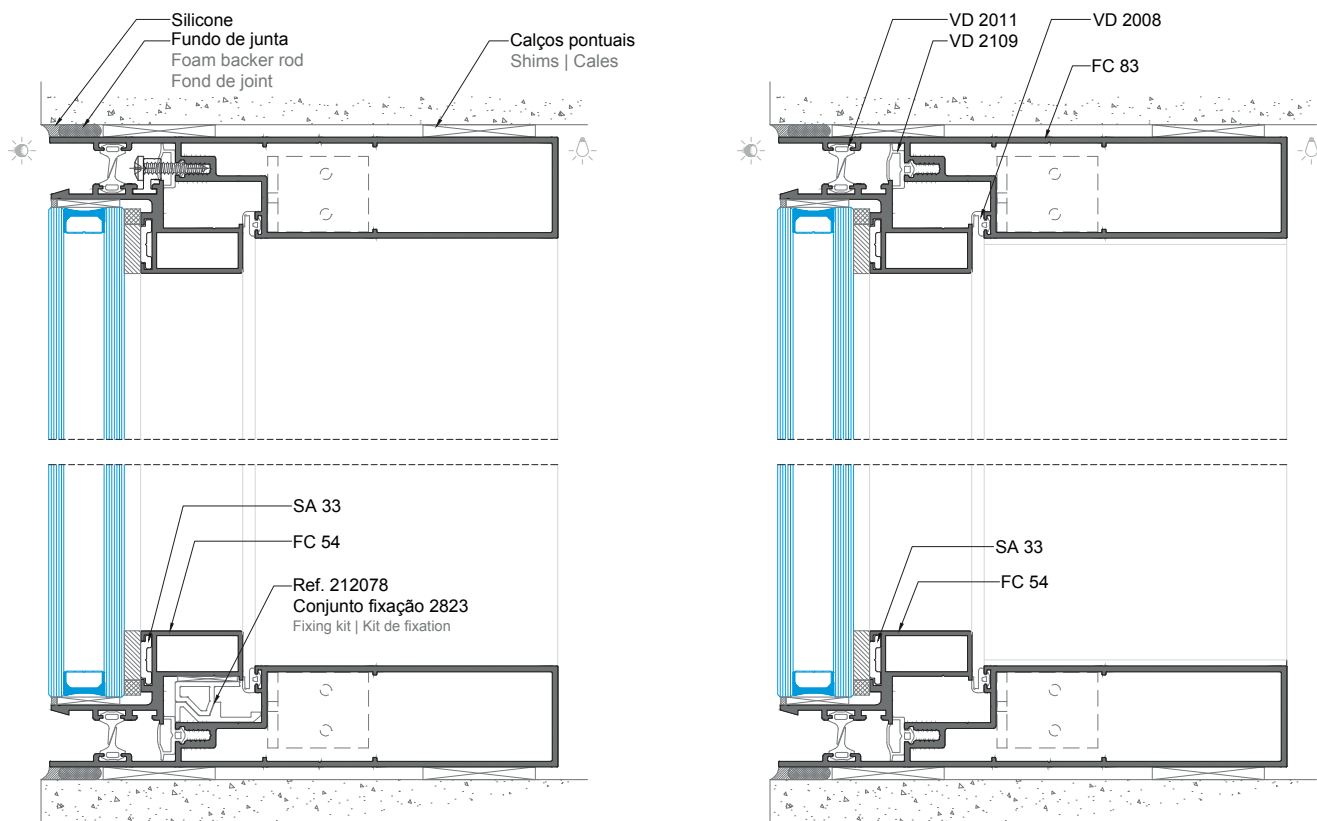 Silicone
Fundo de junta
Foam backer rod
Fond de joint
Calços pontuais
Shims | Cales
VD 2011
VD 2109
VD 2008
FC 83
SA 33
FC 54
Ref. 212078
Conjunto fixação 2823
Fixing kit | Kit de fixation
SA 33
FC 54